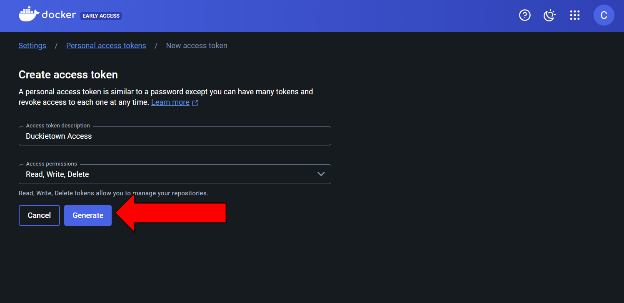 docker EARLY ACCESS C
Settings / Personal access tokens / New access token
Create access token
A personal access token is similar to a password except you can have many tokens and
revoke access to each one at any time. Learn more
Access token description
Duckietown Access
Access permissions
Read, Write, Delete
Read, Write, Delete tokens allow you to manage your repositories.
Cancel Generate